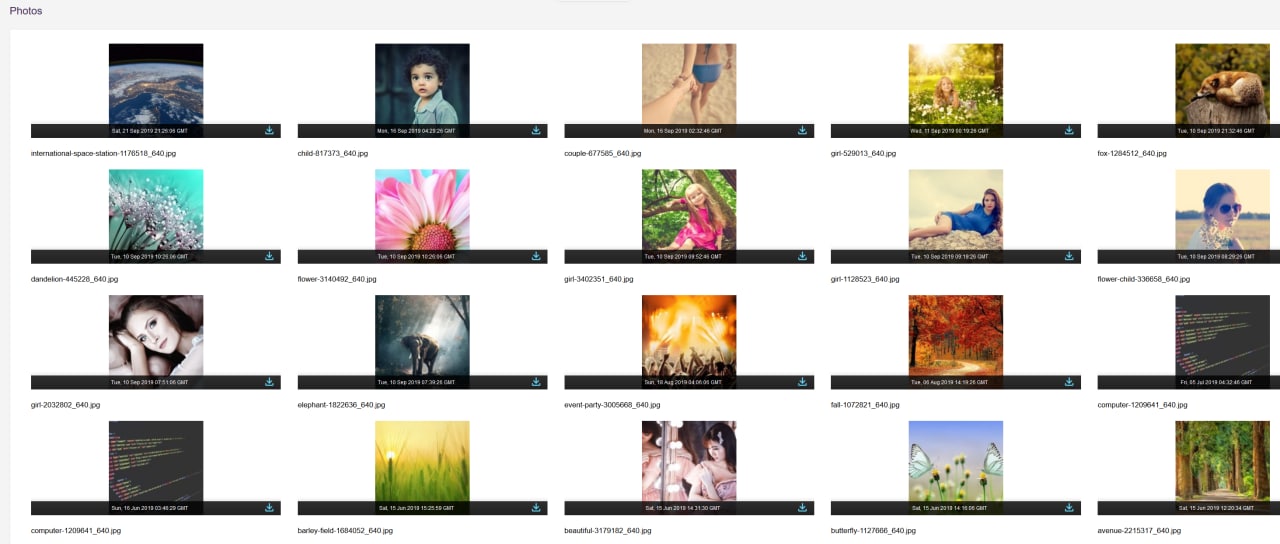 Photos
Sat, 21 Sep 2019 21:26:06 GMT
Mon, 16 Sep 2019 04:29:26 GMT
Mon, 16 Sep 2019 02:32:46 GMT
Wed, 11 Sep 2019 00:19:26 GMT
Tue, 10 Sep 2019 21:32:46 GMT
international-space-station-1176518_640.jpg
child-817373_640.jpg
couple-677585_640.jpg
girl-529013_640.jpg
fox-1284512_640.jpg
Tue, 10 Sep 2019 10:26:06 GMT
Tue, 10 Sep 2019 10:26:06 GMT
Tue, 10 Sep 2019 09:52:46 GMT
Tue, 10 Sep 2019 09:19:26 GMT
Tue, 10 Sep 2019 08:29:26 GMT
dandelion-445228_640.jpg
flower-3140492_640.jpg
girl-3402351_640.jpg
girl-1128523_640.jpg
flower-child-336658_640.jpg
Tue, 10 Sep 2019 07:51:06 GMT
Tue, 10 Sep 2019 07:39:26 GMT
Sun, 18 Aug 2019 04:06:06 GMT
Tue, 06 Aug 2019 14:19:26 GMT
Fri, 05 Jul 2019 04:32:46 GMT
girl-2032802_640.jpg
elephant-1822636_640.jpg
event-party-3005668_640.jpg
fall-1072821_640.jpg
computer-1209641_640.jpg
Sun, 16 Jun 2019 03:46:29 GMT
Sat, 15 Jun 2019 15:25:59 GMT
Sat, 15 Jun 2019 14:31:30 GMT
Sat, 15 Jun 2019 14:16:06 GMT
Sat, 15 Jun 2019 12:20:34 GMT
computer-1209641_640.jpg
barley-field-1684052_640.jpg
beautiful-3179182_640.jpg
butterfly-1127666_640.jpg
avenue-2215317_640.jpg